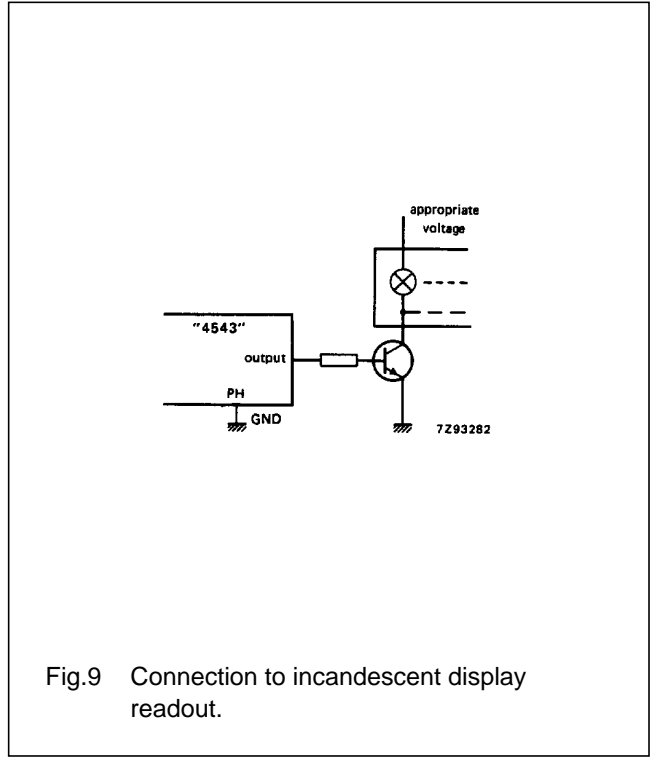 appropriate
voltage
"4543"
output
PH
GND
7Z93282
Fig.9 Connection to incandescent display
readout.